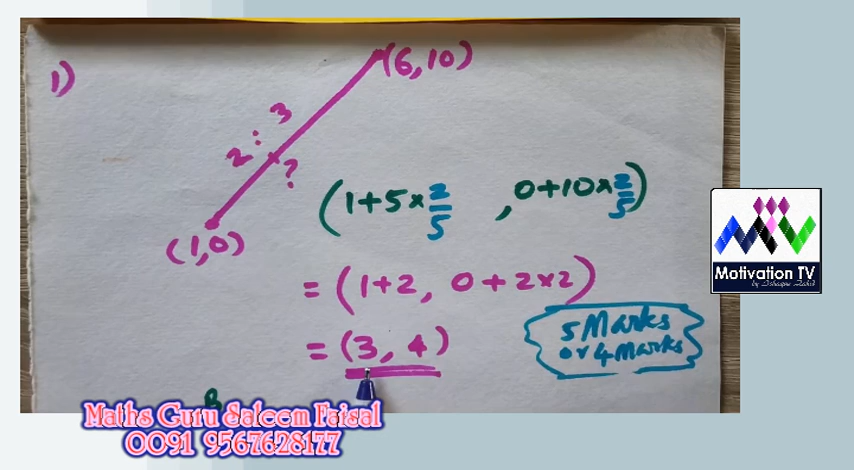 1)
(6,10)
2 : 3
?
(1,0)
(1+5×2/5 , 0+10×2/5)
= (1+2, 0+2×2)
= (3, 4)
5 Marks
or 4 Marks
B
Motivation TV
by
Maths Guru Saleem Faisal
0091 9567628177